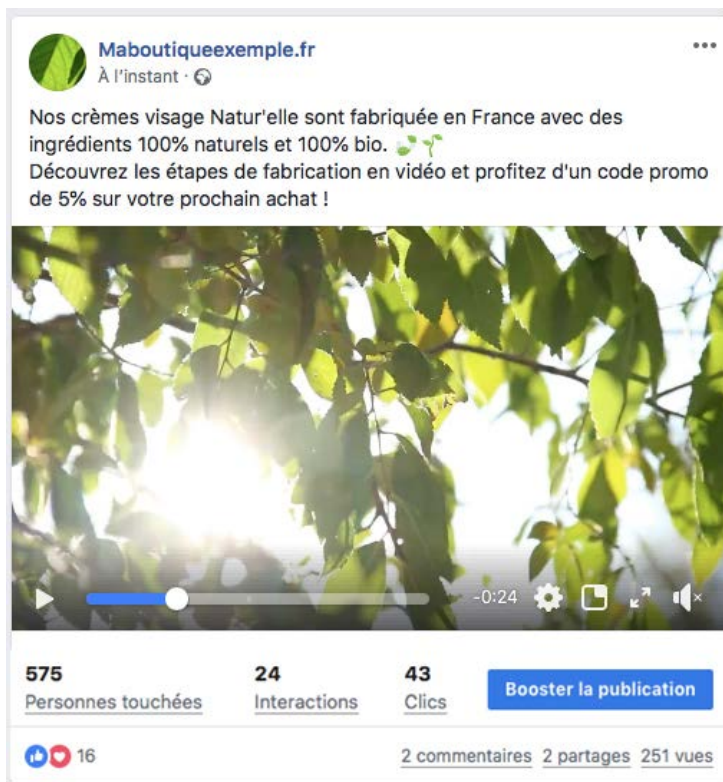 Maboutiqueexemple.fr
À l'instant ·
Nos crèmes visage Natur'elle sont fabriquée en France avec des
ingrédients 100% naturels et 100% bio. 🍃🌱
Découvrez les étapes de fabrication en vidéo et profitez d'un code promo
de 5% sur votre prochain achat !
-0:24
575 24 43
Personnes touchées Interactions Clics
Booster la publication
16 2 commentaires 2 partages 251 vues